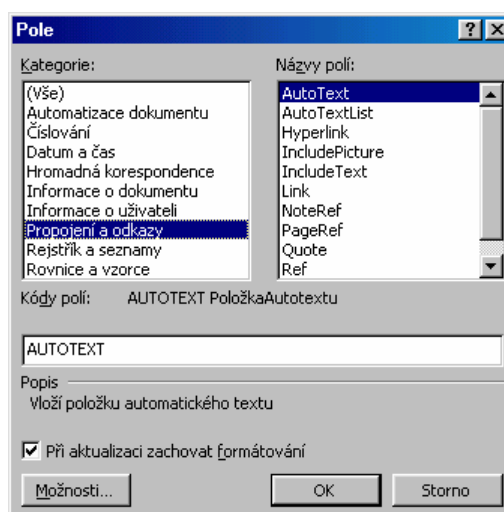 Pole
Kategorie:
(Vše)
Automatizace dokumentu
Číslování
Datum a čas
Hromadná korespondence
Informace o dokumentu
Informace o uživateli
Propojení a odkazy
Rejstřík a seznamy
Rovnice a vzorce
Názvy polí:
AutoText
AutoTextList
Hyperlink
IncludePicture
IncludeText
Link
NoteRef
PageRef
Quote
Ref
Kódy polí: AUTOTEXT PoložkaAutotextu
AUTOTEXT
Popis
Vloží položku automatického textu
Při aktualizaci zachovat formátování
Možnosti... OK Storno